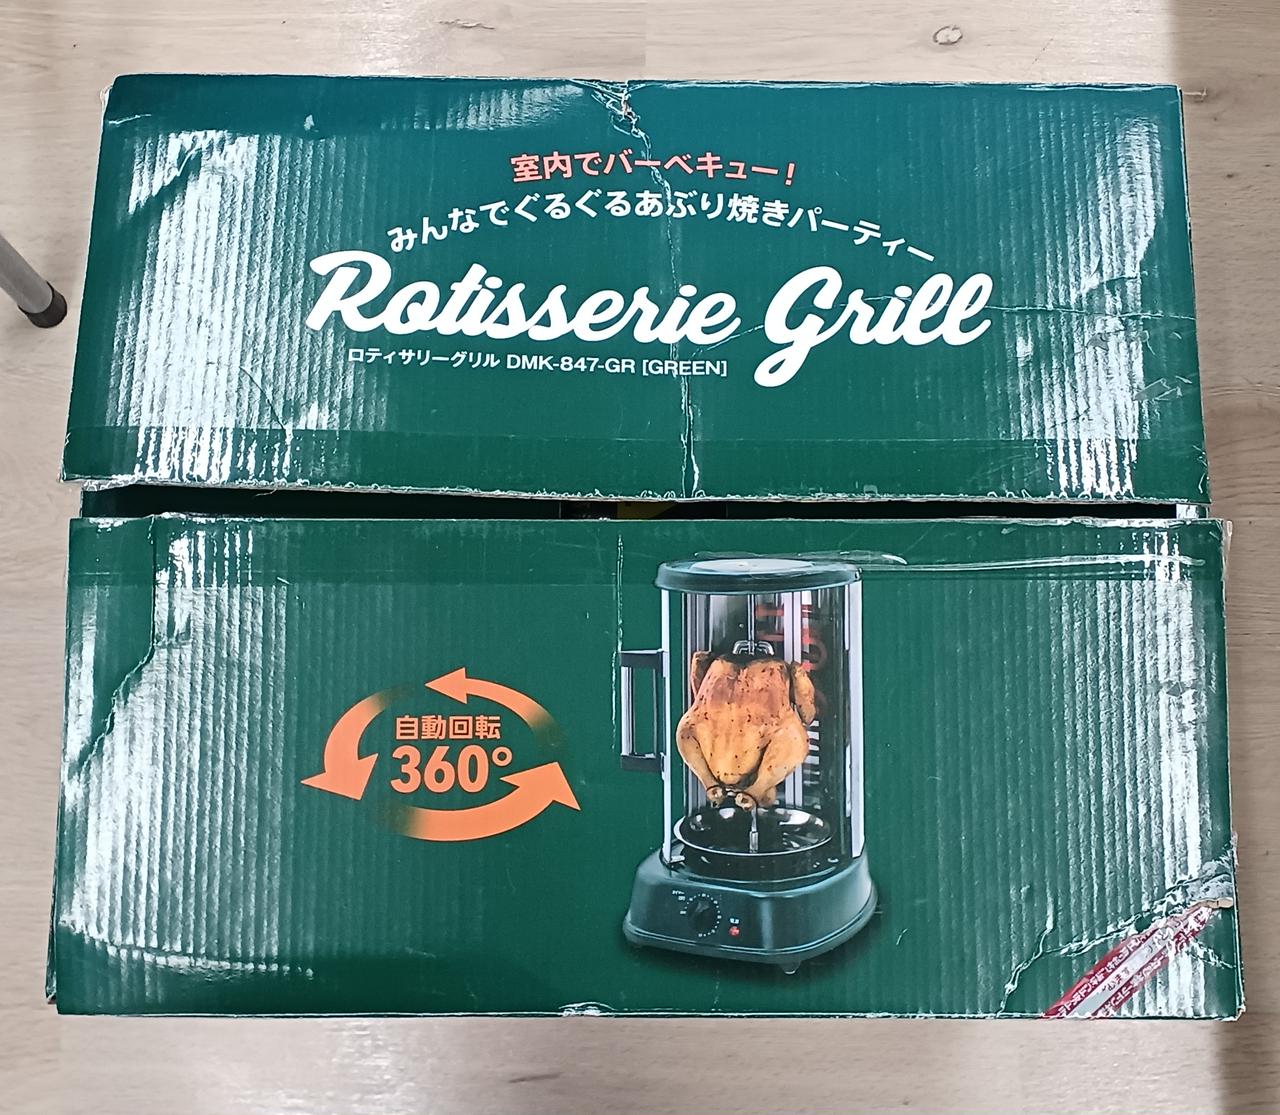 室内でバーベキュー！
みんなでぐるぐるあぶり焼きパーティー
Rotisserie Grill
ロティサリーグリル DMK-847-GR [GREEN]
自動回転
360°